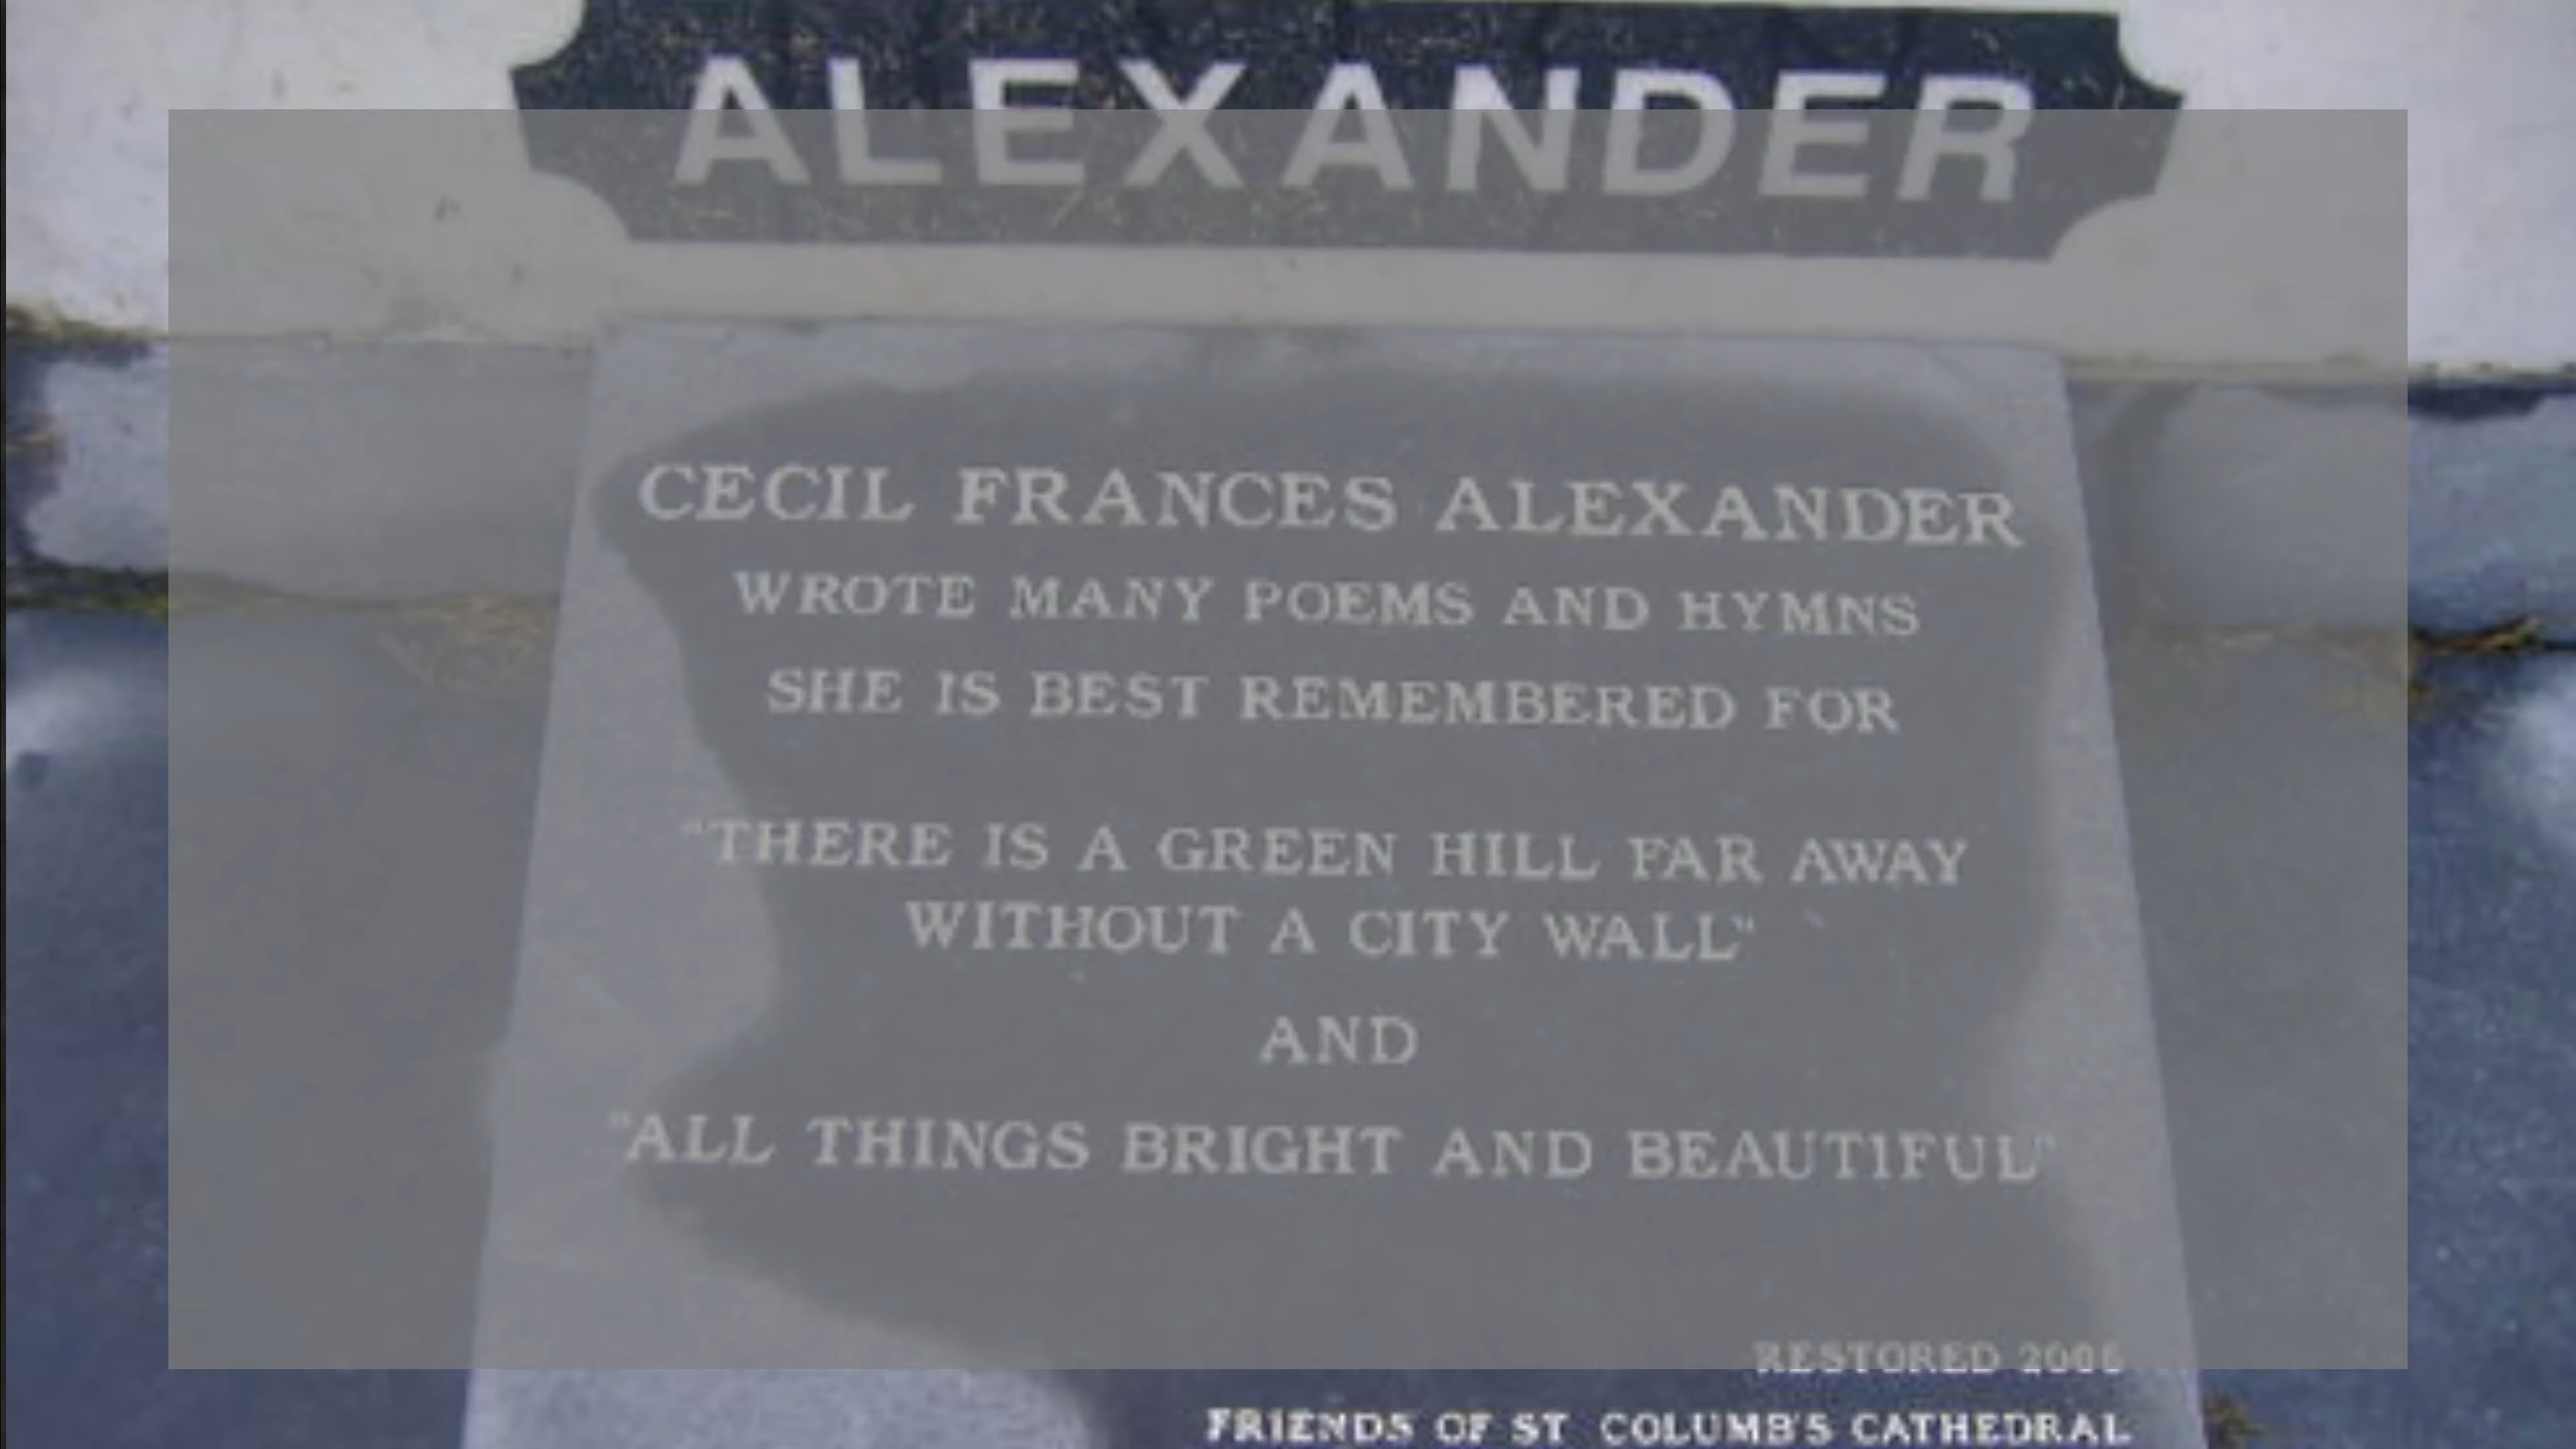 ALEXANDER
CECIL FRANCES ALEXANDER
WROTE MANY POEMS AND HYMNS
SHE IS BEST REMEMBERED FOR
"THERE IS A GREEN HILL FAR AWAY
WITHOUT A CITY WALL"
AND
"ALL THINGS BRIGHT AND BEAUTIFUL"
RESTORED
FRIENDS OF ST COLUMB'S CATHEDRAL